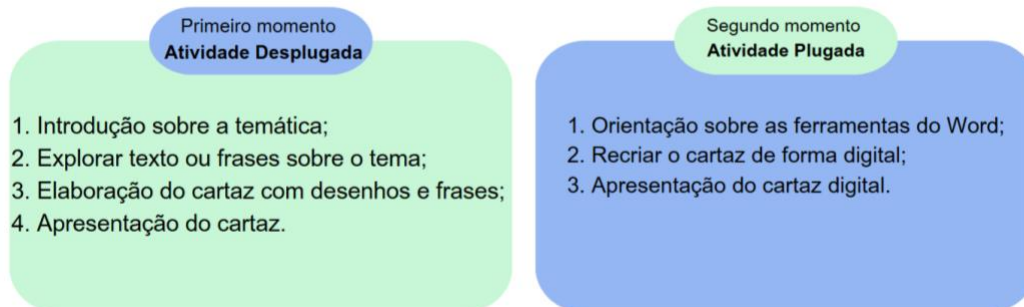 Primeiro momento
Atividade Desplugada
1. Introdução sobre a temática;
2. Explorar texto ou frases sobre o tema;
3. Elaboração do cartaz com desenhos e frases;
4. Apresentação do cartaz.
Segundo momento
Atividade Plugada
1. Orientação sobre as ferramentas do Word;
2. Recriar o cartaz de forma digital;
3. Apresentação do cartaz digital.